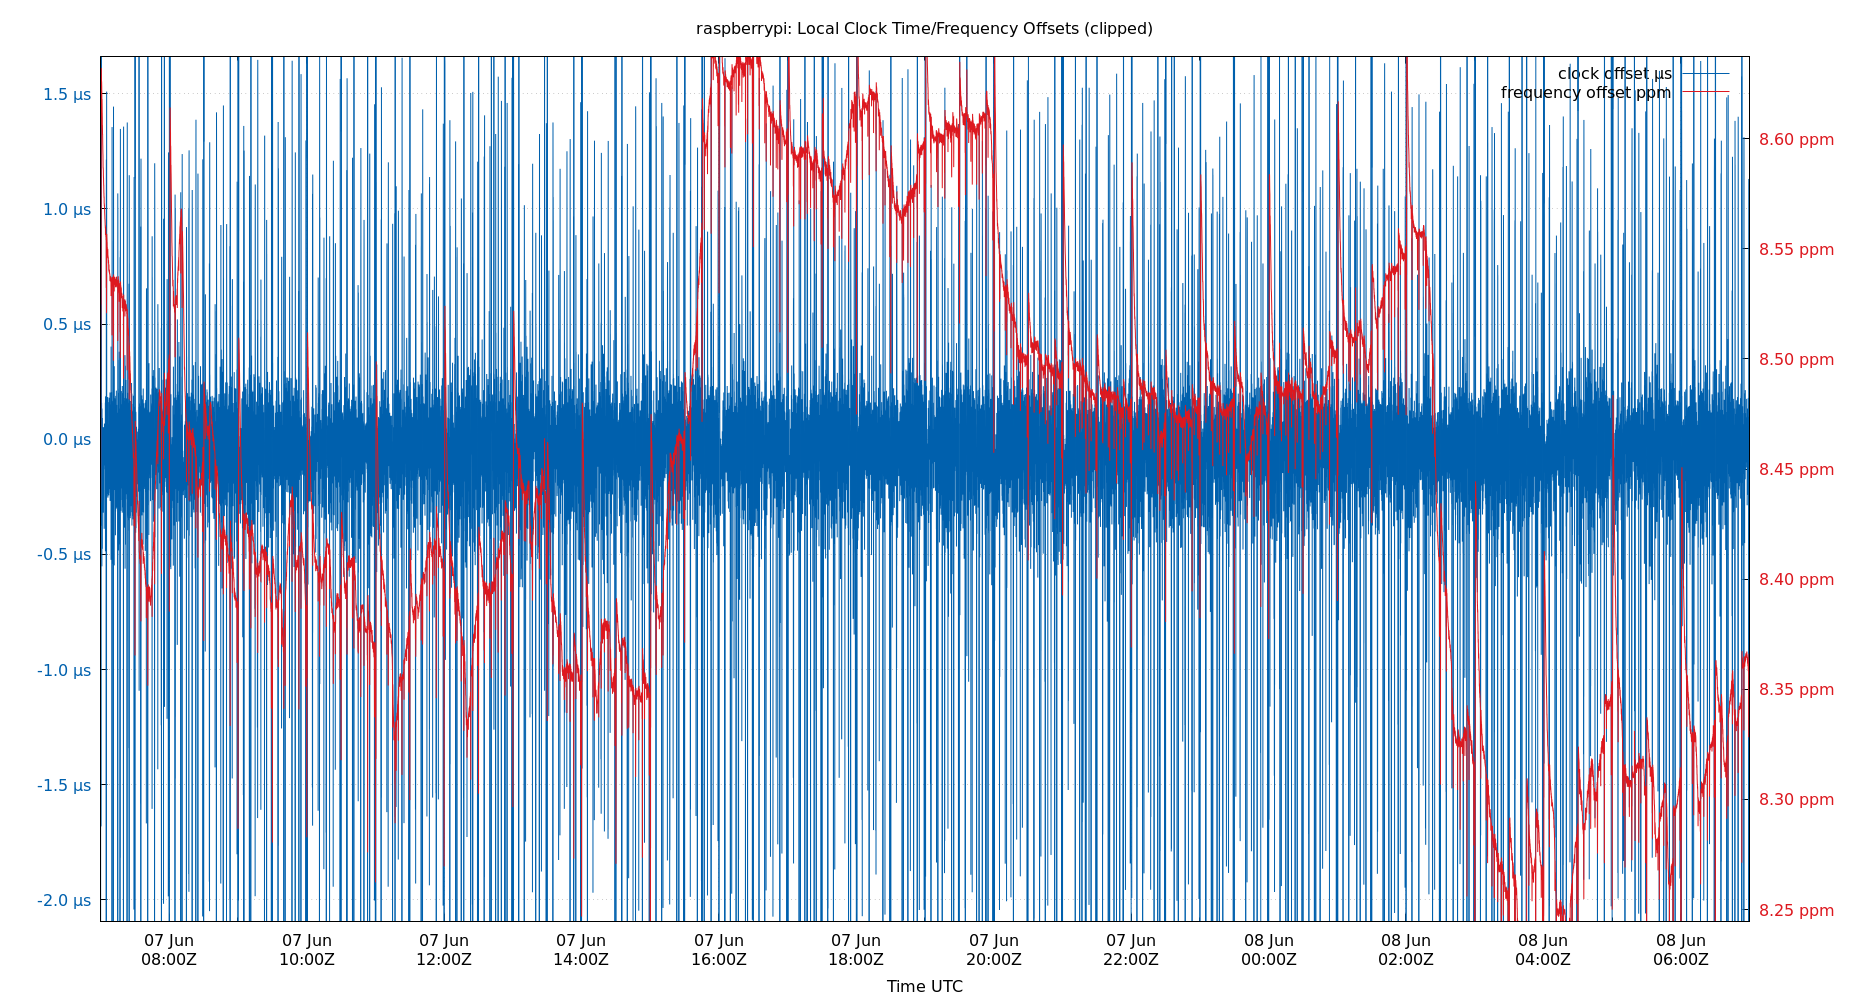 raspberrypi: Local Clock Time/Frequency Offsets (clipped)
clock offset µs
frequency offset ppm
1.5 µs
1.0 µs
0.5 µs
0.0 µs
-0.5 µs
-1.0 µs
-1.5 µs
-2.0 µs
8.60 ppm
8.55 ppm
8.50 ppm
8.45 ppm
8.40 ppm
8.35 ppm
8.30 ppm
8.25 ppm
07 Jun
08:00Z
07 Jun
10:00Z
07 Jun
12:00Z
07 Jun
14:00Z
07 Jun
16:00Z
07 Jun
18:00Z
07 Jun
20:00Z
07 Jun
22:00Z
08 Jun
00:00Z
08 Jun
02:00Z
08 Jun
04:00Z
08 Jun
06:00Z
Time UTC